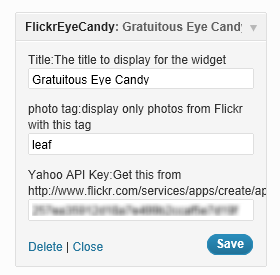 FlickrEyeCandy: Gratuitous Eye Candy
Title:The title to display for the widget
Gratuitous Eye Candy
photo tag:display only photos from Flickr
with this tag
leaf
Yahoo API Key:Get this from
http://www.flickr.com/services/apps/create/ap
Delete | Close
Save